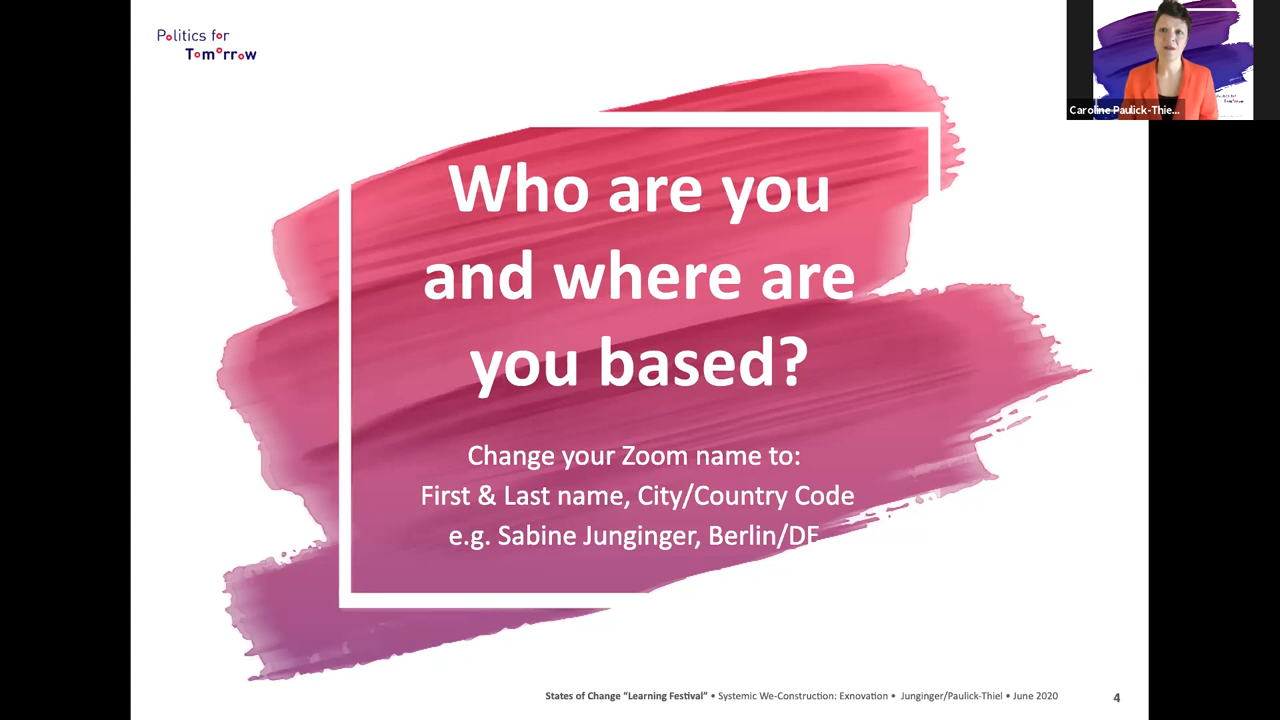 Politics for
Tomorrow
Caroline Paulick-Thie...
Who are you
and where are
you based?
Change your Zoom name to:
First & Last name, City/Country Code
e.g. Sabine Junginger, Berlin/DE
States of Change “Learning Festival” • Systemic We-Construction: Exnovation • Junginger/Paulick-Thiel • June 2020
4